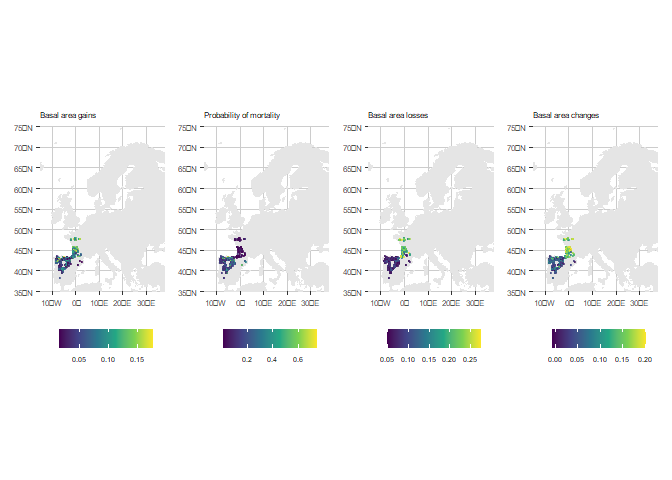 Basal area gains
75□N
70□N
65□N
60□N
55□N
50□N
45□N
40□N
35□N
10□W 0□ 10□E 20□E 30□E
0.05 0.10 0.15
Probability of mortality
75□N
70□N
65□N
60□N
55□N
50□N
45□N
40□N
35□N
10□W 0□ 10□E 20□E 30□E
0.2 0.4 0.6
Basal area losses
75□N
70□N
65□N
60□N
55□N
50□N
45□N
40□N
35□N
10□W 0□ 10□E 20□E 30□E
0.05 0.10 0.15 0.20 0.25
Basal area changes
75□N
70□N
65□N
60□N
55□N
50□N
45□N
40□N
35□N
10□W 0□ 10□E 20□E 30□E
0.00 0.05 0.10 0.15 0.20